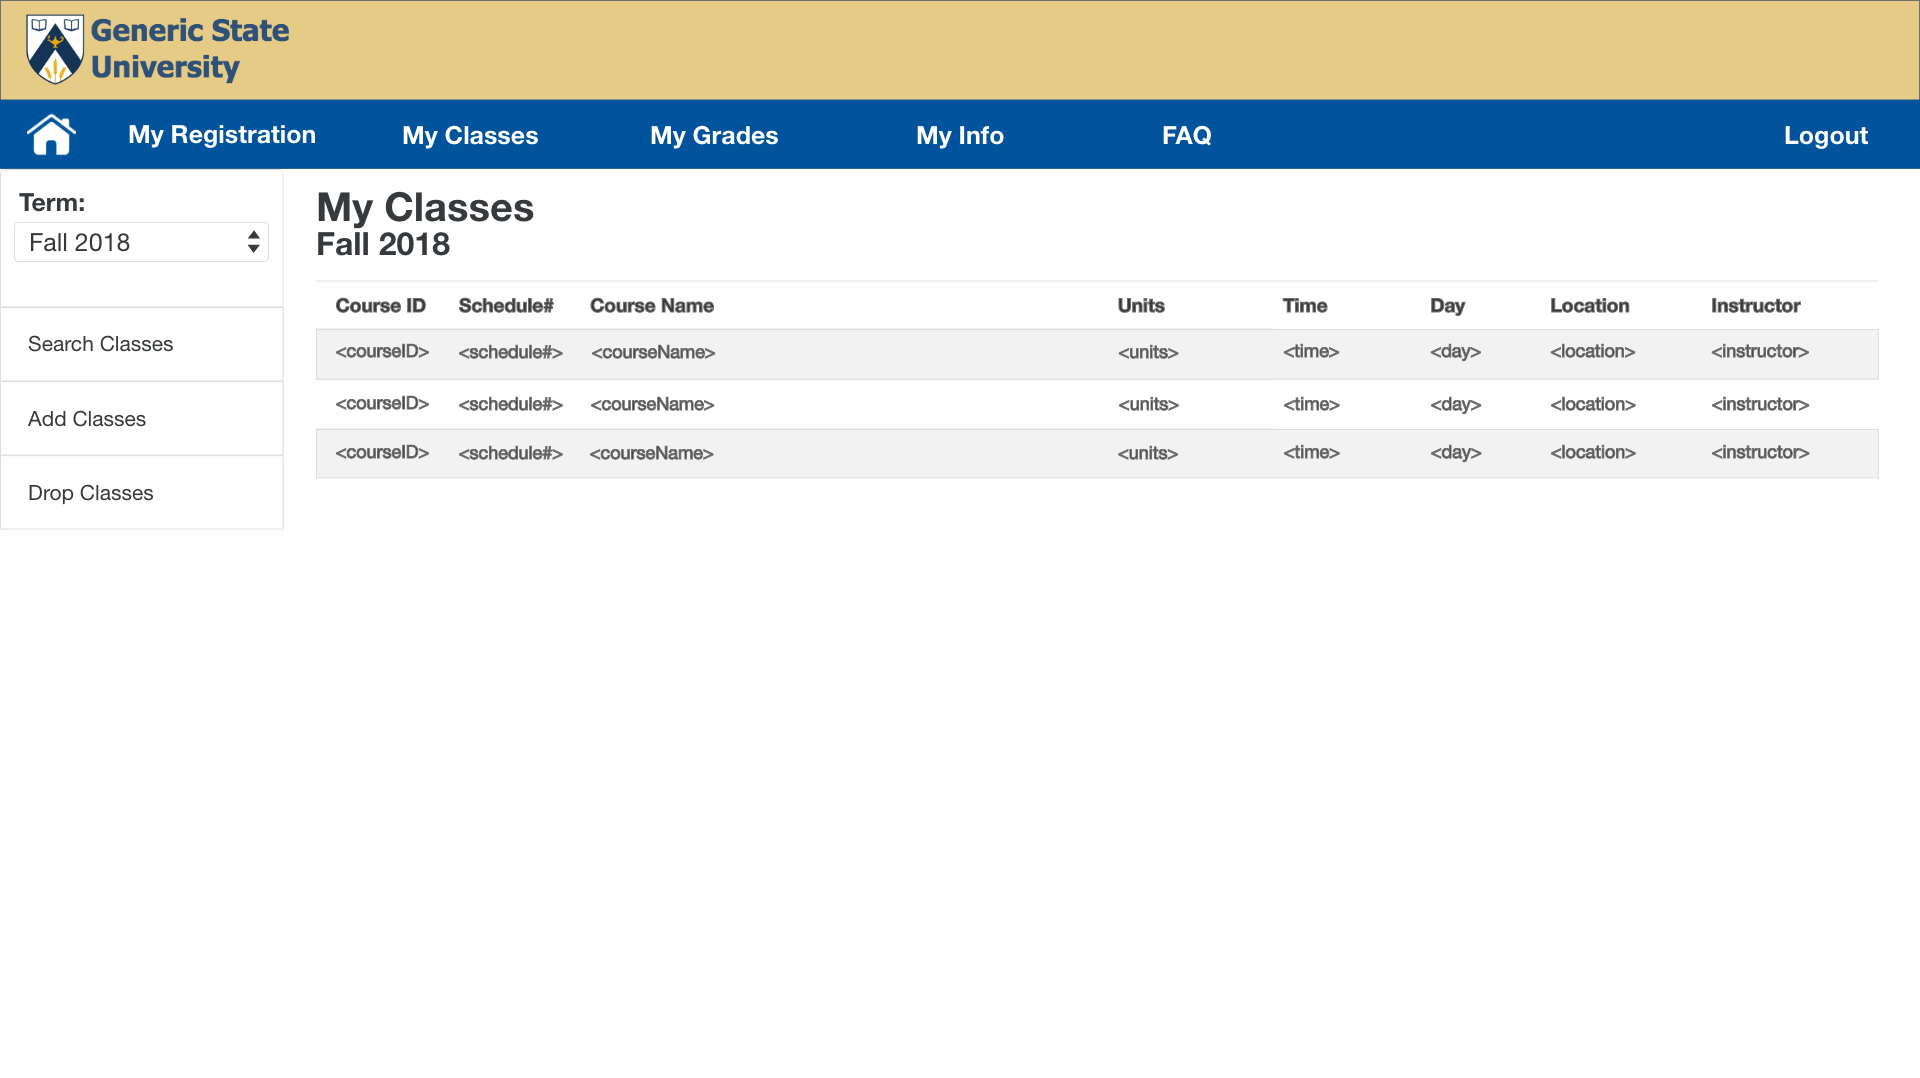 Generic State
University
My Registration My Classes My Grades My Info FAQ Logout
Term:
Fall 2018
Search Classes
Add Classes
Drop Classes
My Classes
Fall 2018
Course ID Schedule# Course Name Units Time Day Location Instructor
<courseID> <schedule#> <courseName> <units> <time> <day> <location> <instructor>
<courseID> <schedule#> <courseName> <units> <time> <day> <location> <instructor>
<courseID> <schedule#> <courseName> <units> <time> <day> <location> <instructor>